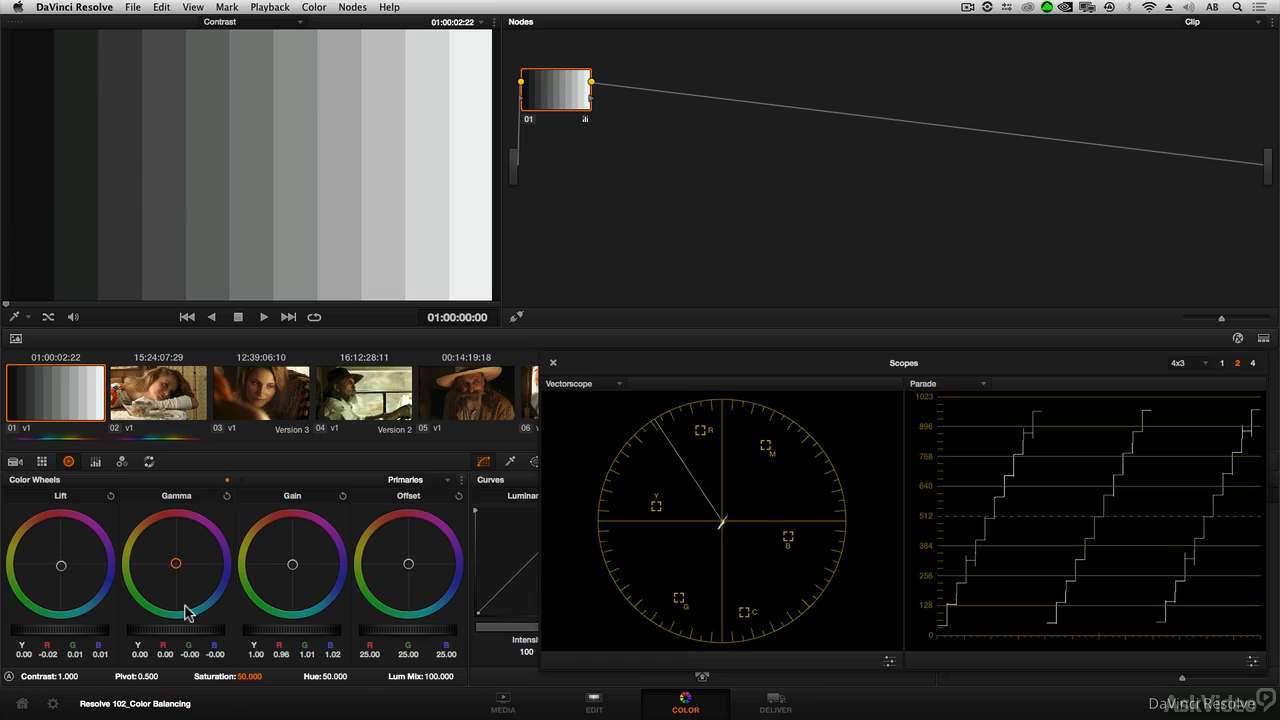 DaVinci Resolve File Edit View Mark Playback Color Nodes Help AB
Contrast 01:00:02:22 Nodes Clip
01
01:00:00:00
01:00:02:22 15:24:07:29 12:39:06:10 16:12:28:11 00:14:19:18
Scopes 4x3 1 2 4
Vectorscope Parade
01 v1 02 v1 03 v1 Version 3 04 v1 Version 2 05 v1 06
Color Wheels Primaries Curves
Lift Gamma Gain Offset Luminar
R M Y B G C
1023
896
768
640
512
384
256
128
0
Y R G B Y R G B Y R G B R G B
0.00 -0.02 0.01 0.01 0.00 0.00 -0.00 -0.00 1.00 0.96 1.01 1.02 25.00 25.00 25.00
Intensi
100
Contrast: 1.000 Pivot: 0.500 Saturation: 50.000 Hue: 50.000 Lum Mix: 100.000
Resolve 102_Color Balancing
MEDIA EDIT COLOR DELIVER
DaVinci Resolve